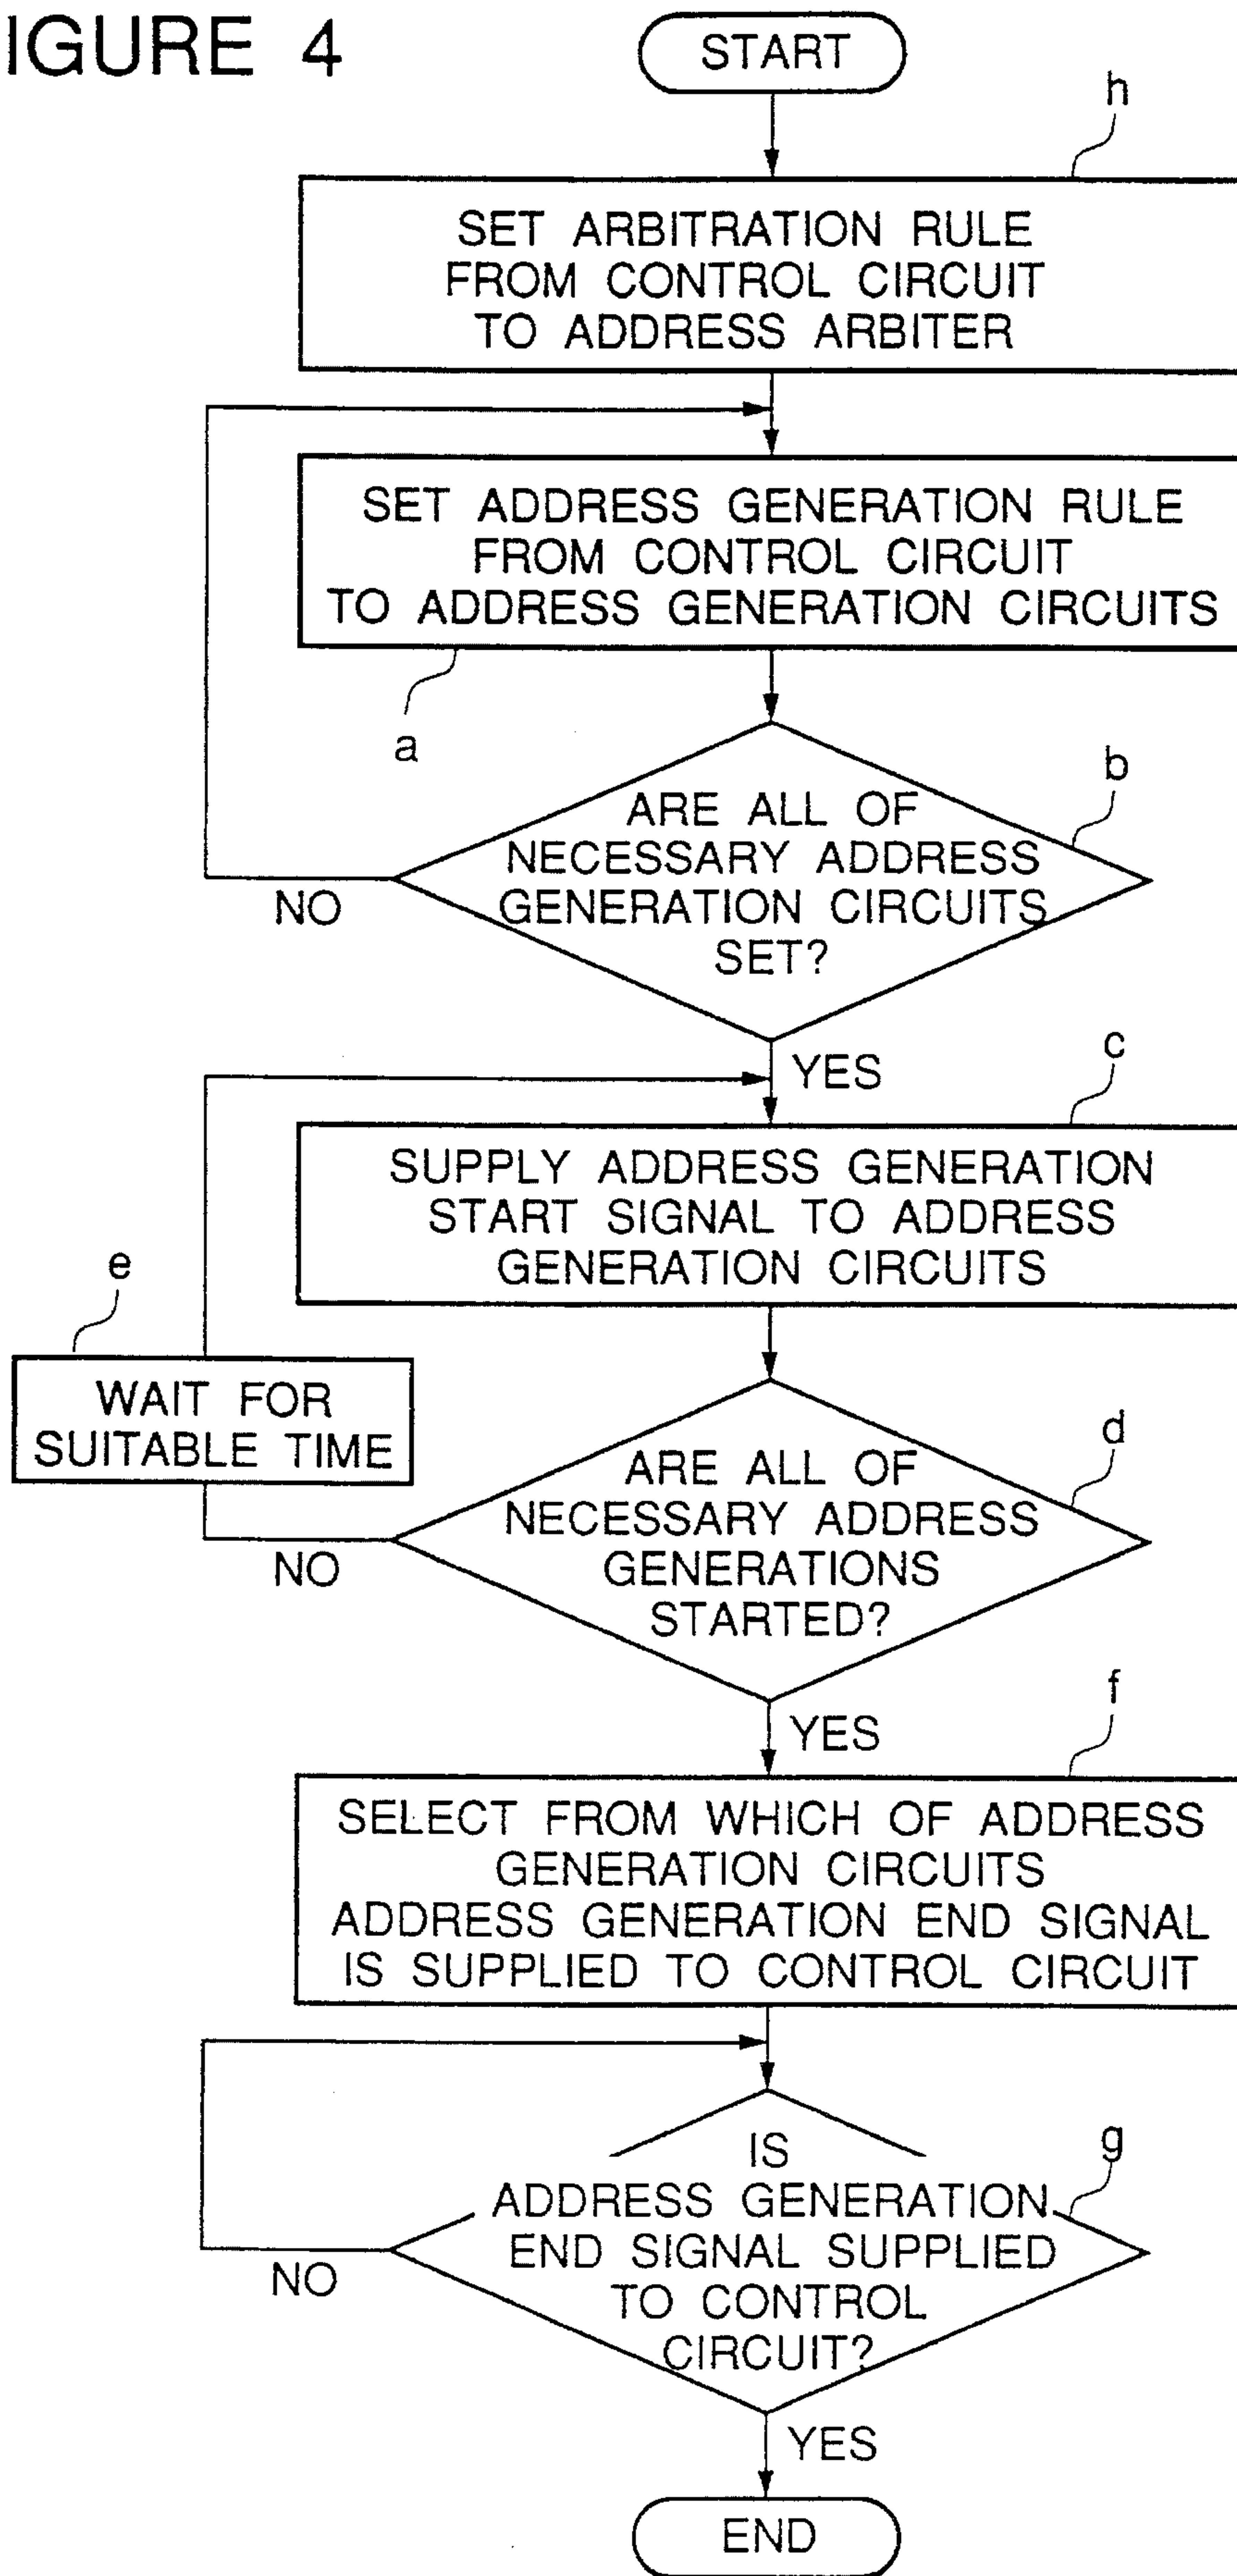 IGURE 4
START
h
SET ARBITRATION RULE
FROM CONTROL CIRCUIT
TO ADDRESS ARBITER
SET ADDRESS GENERATION RULE
FROM CONTROL CIRCUIT
TO ADDRESS GENERATION CIRCUITS
a
b
ARE ALL OF
NECESSARY ADDRESS
GENERATION CIRCUITS
SET?
NO
YES
c
SUPPLY ADDRESS GENERATION
START SIGNAL TO ADDRESS
GENERATION CIRCUITS
e
WAIT FOR
SUITABLE TIME
d
ARE ALL OF
NECESSARY ADDRESS
GENERATIONS
STARTED?
NO
YES
f
SELECT FROM WHICH OF ADDRESS
GENERATION CIRCUITS
ADDRESS GENERATION END SIGNAL
IS SUPPLIED TO CONTROL CIRCUIT
g
IS
ADDRESS GENERATION
END SIGNAL SUPPLIED
TO CONTROL
CIRCUIT?
NO
YES
END